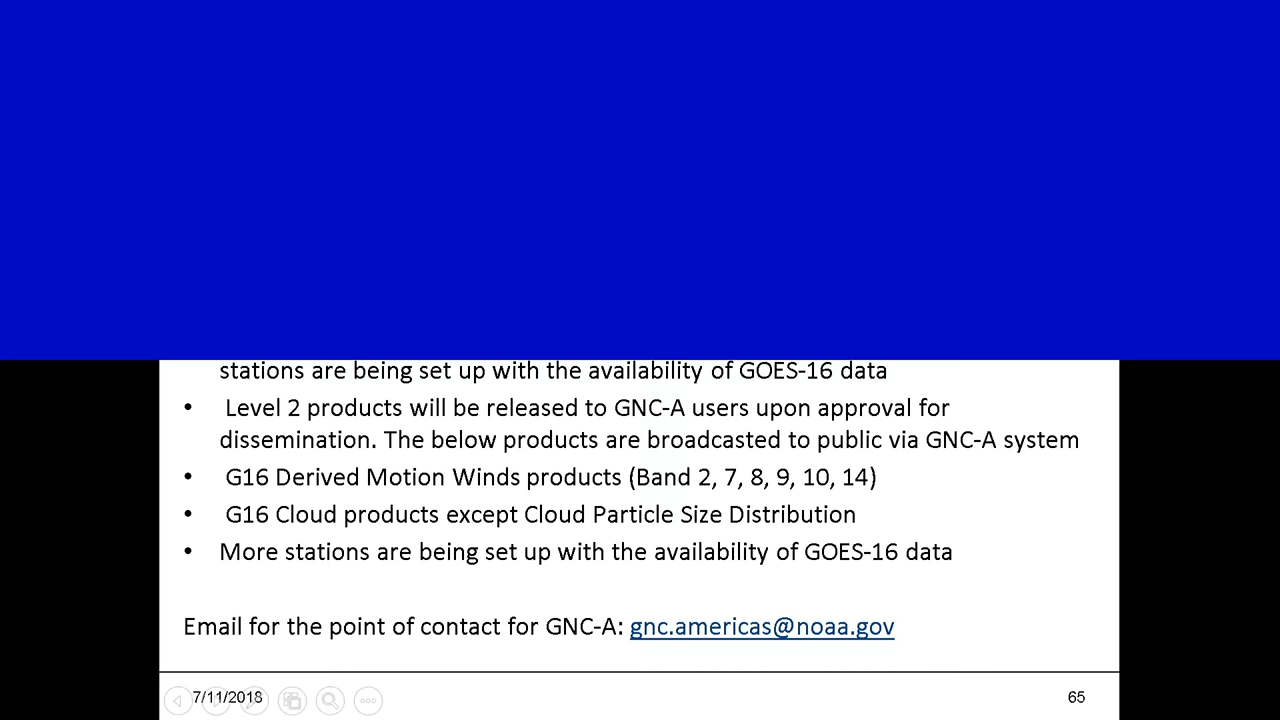 stations are being set up with the availability of GOES-16 data
• Level 2 products will be released to GNC-A users upon approval for
dissemination. The below products are broadcasted to public via GNC-A system
• G16 Derived Motion Winds products (Band 2, 7, 8, 9, 10, 14)
• G16 Cloud products except Cloud Particle Size Distribution
• More stations are being set up with the availability of GOES-16 data
Email for the point of contact for GNC-A: gnc.americas@noaa.gov
7/11/2018
65